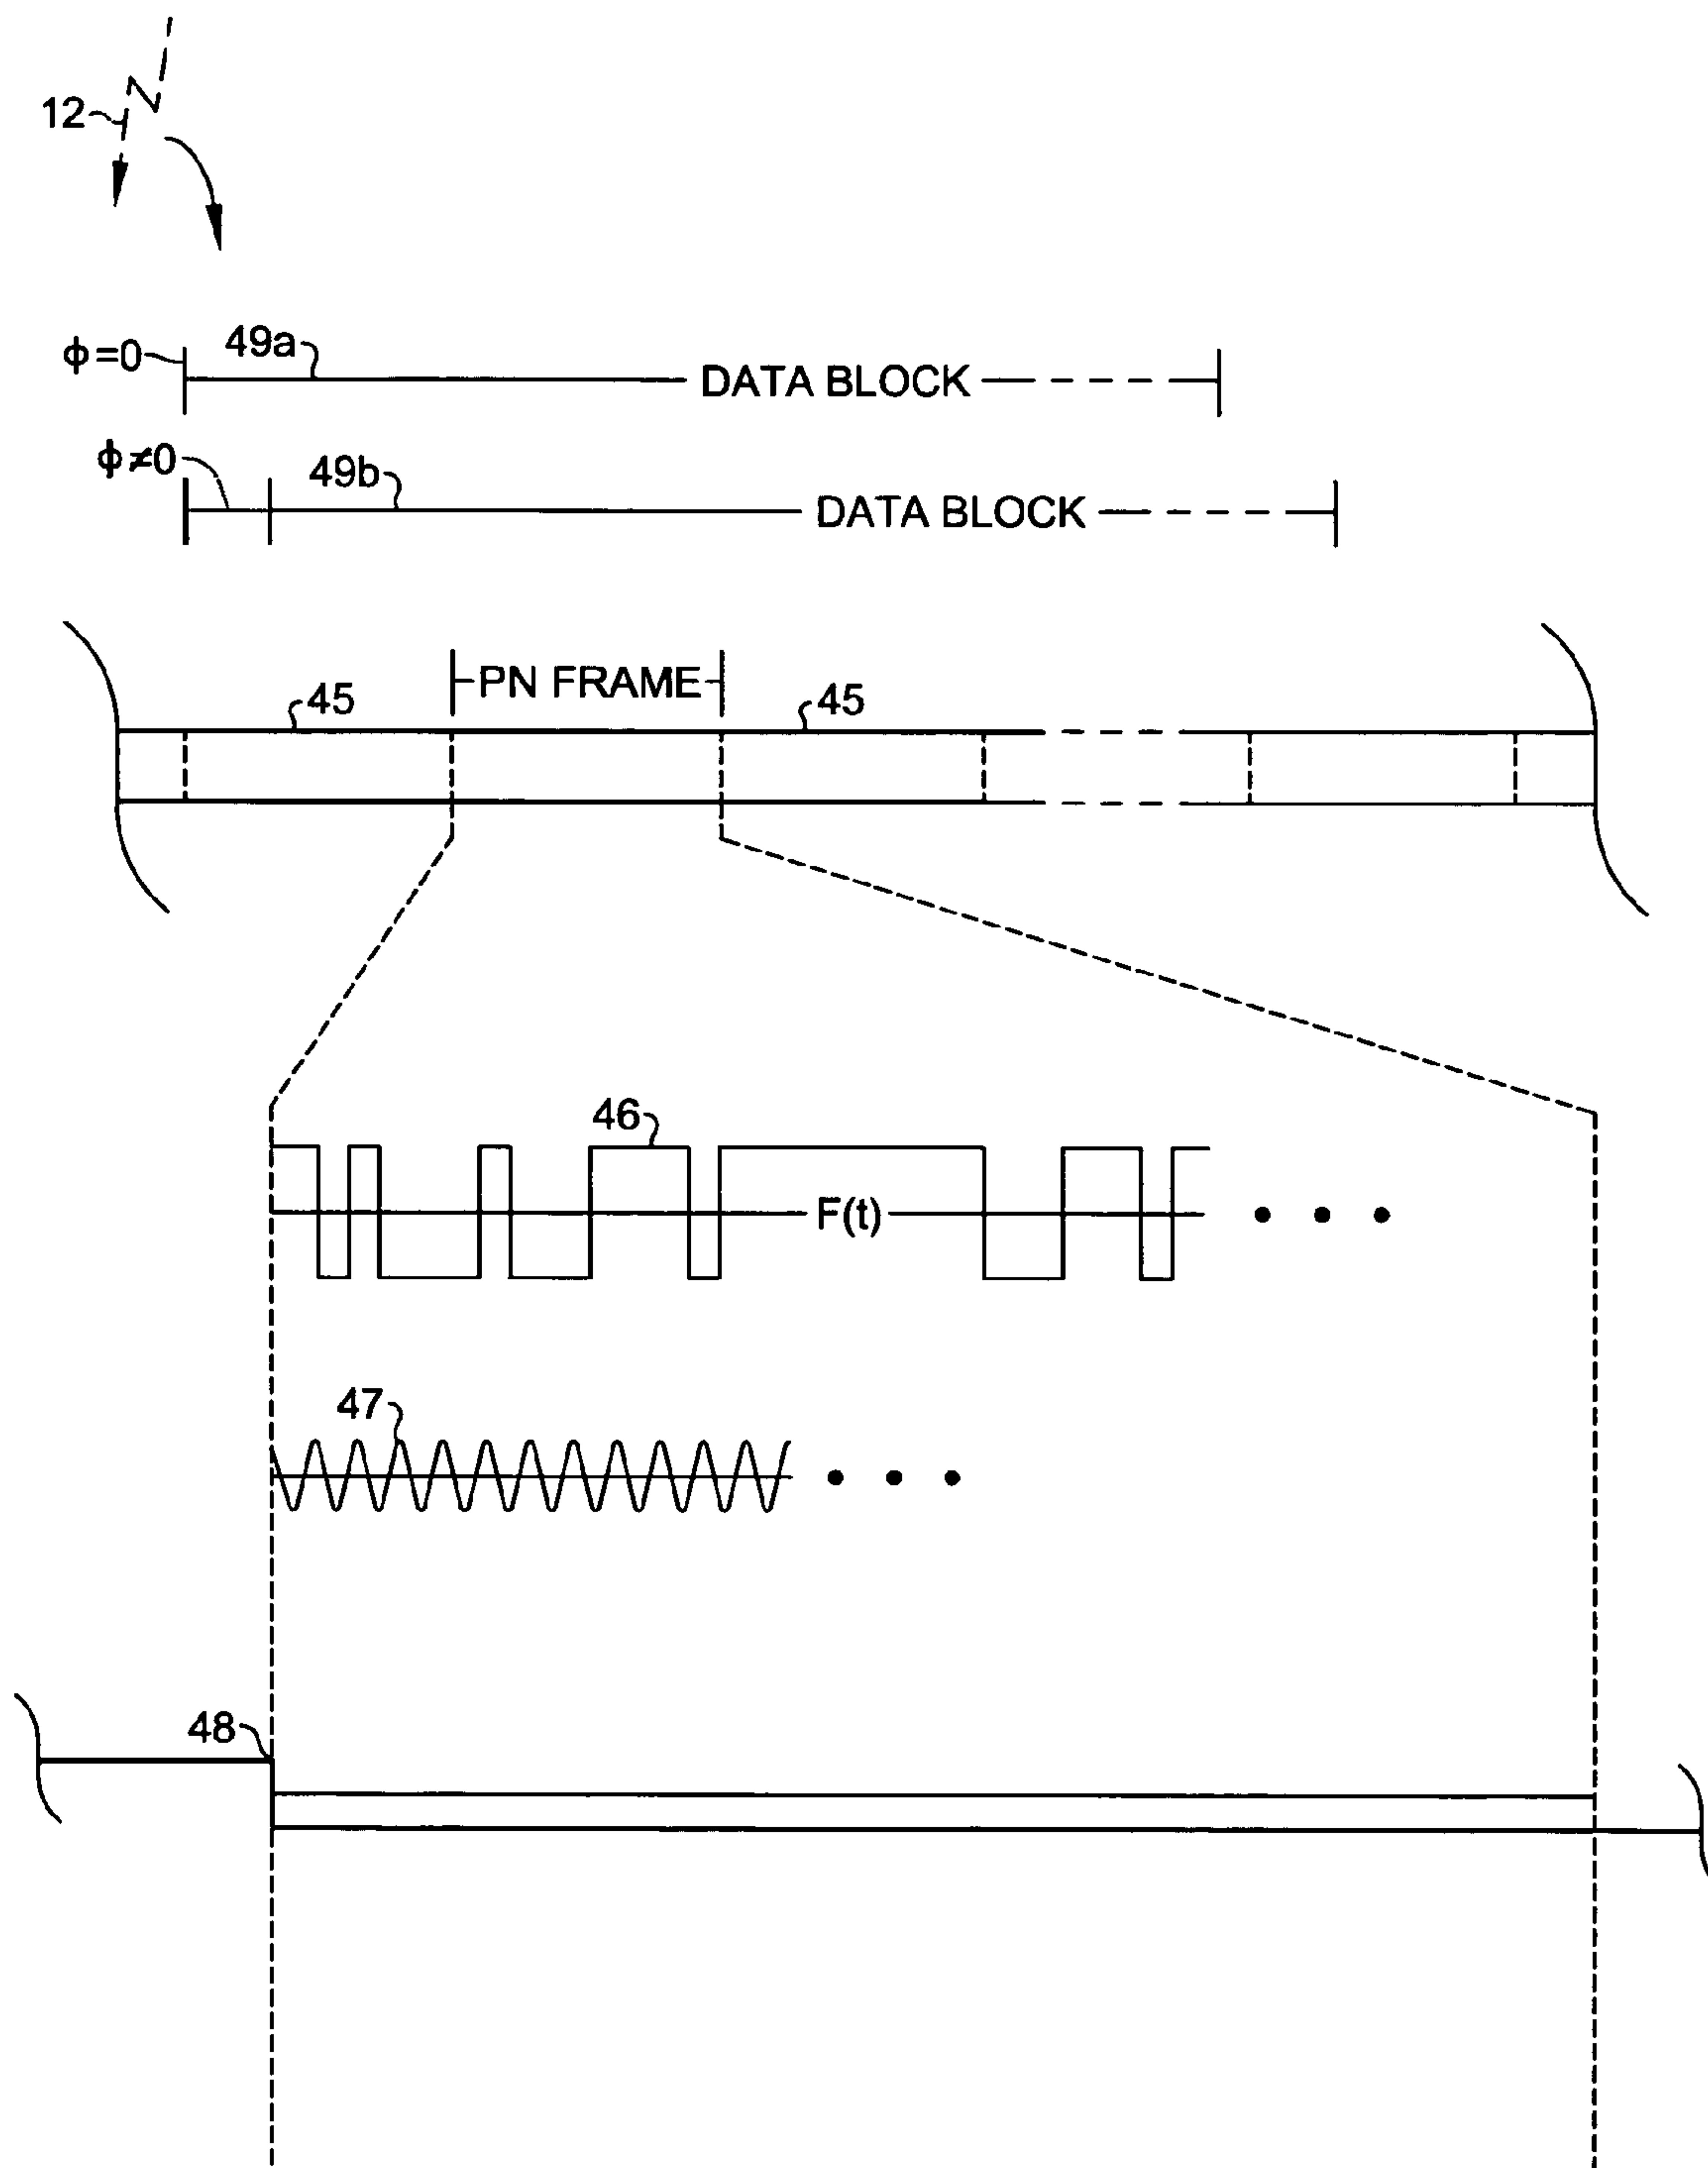 12
ϕ=0
49a
DATA BLOCK
ϕ≠0
49b
DATA BLOCK
PN FRAME
45
45
46
F(t)
47
48